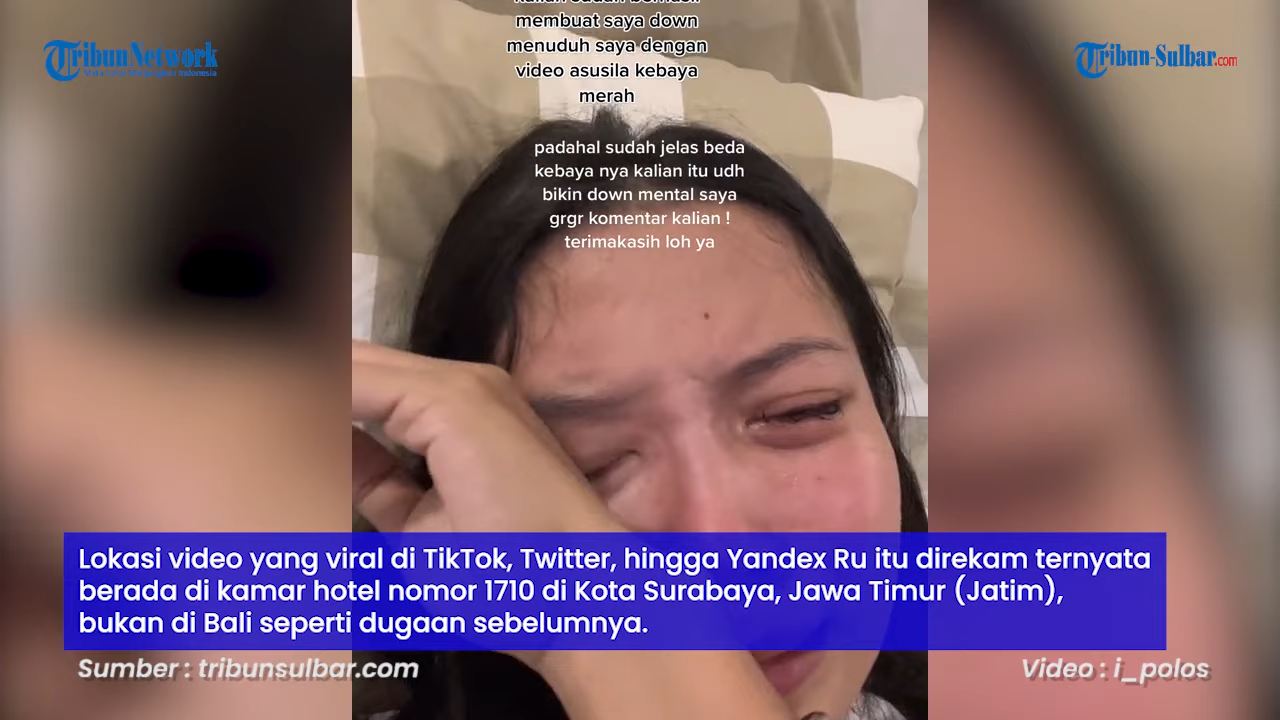 TribunNetwork
Tribun-Sulbar.com
membuat saya down
menuduh saya dengan
video asusila kebaya
merah
padahal sudah jelas beda
kebaya nya kalian itu udh
bikin down mental saya
grgr komentar kalian !
terimakasih loh ya
Lokasi video yang viral di TikTok, Twitter, hingga Yandex Ru itu direkam ternyata
berada di kamar hotel nomor 1710 di Kota Surabaya, Jawa Timur (Jatim),
bukan di Bali seperti dugaan sebelumnya.
Sumber : tribunsulbar.com
Video : i_polos